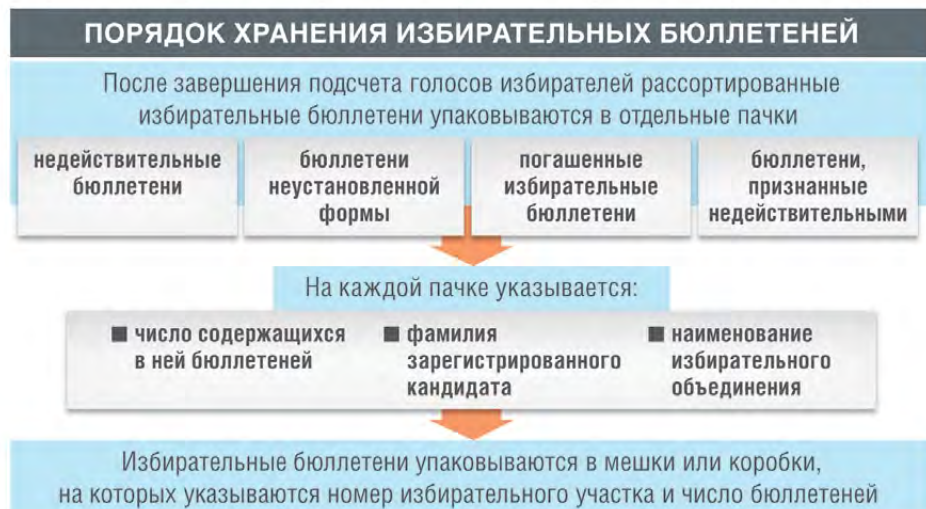 ПОРЯДОК ХРАНЕНИЯ ИЗБИРАТЕЛЬНЫХ БЮЛЛЕТЕНЕЙ
После завершения подсчета голосов избирателей рассортированные
избирательные бюллетени упаковываются в отдельные пачки
недействительные
бюллетени
бюллетени
неустановленной
формы
погашенные
избирательные
бюллетени
бюллетени,
признанные
недействительными
На каждой пачке указывается:
■ число содержащихся
в ней бюллетеней
■ фамилия
зарегистрированного
кандидата
■ наименование
избирательного
объединения
Избирательные бюллетени упаковываются в мешки или коробки,
на которых указываются номер избирательного участка и число бюллетеней